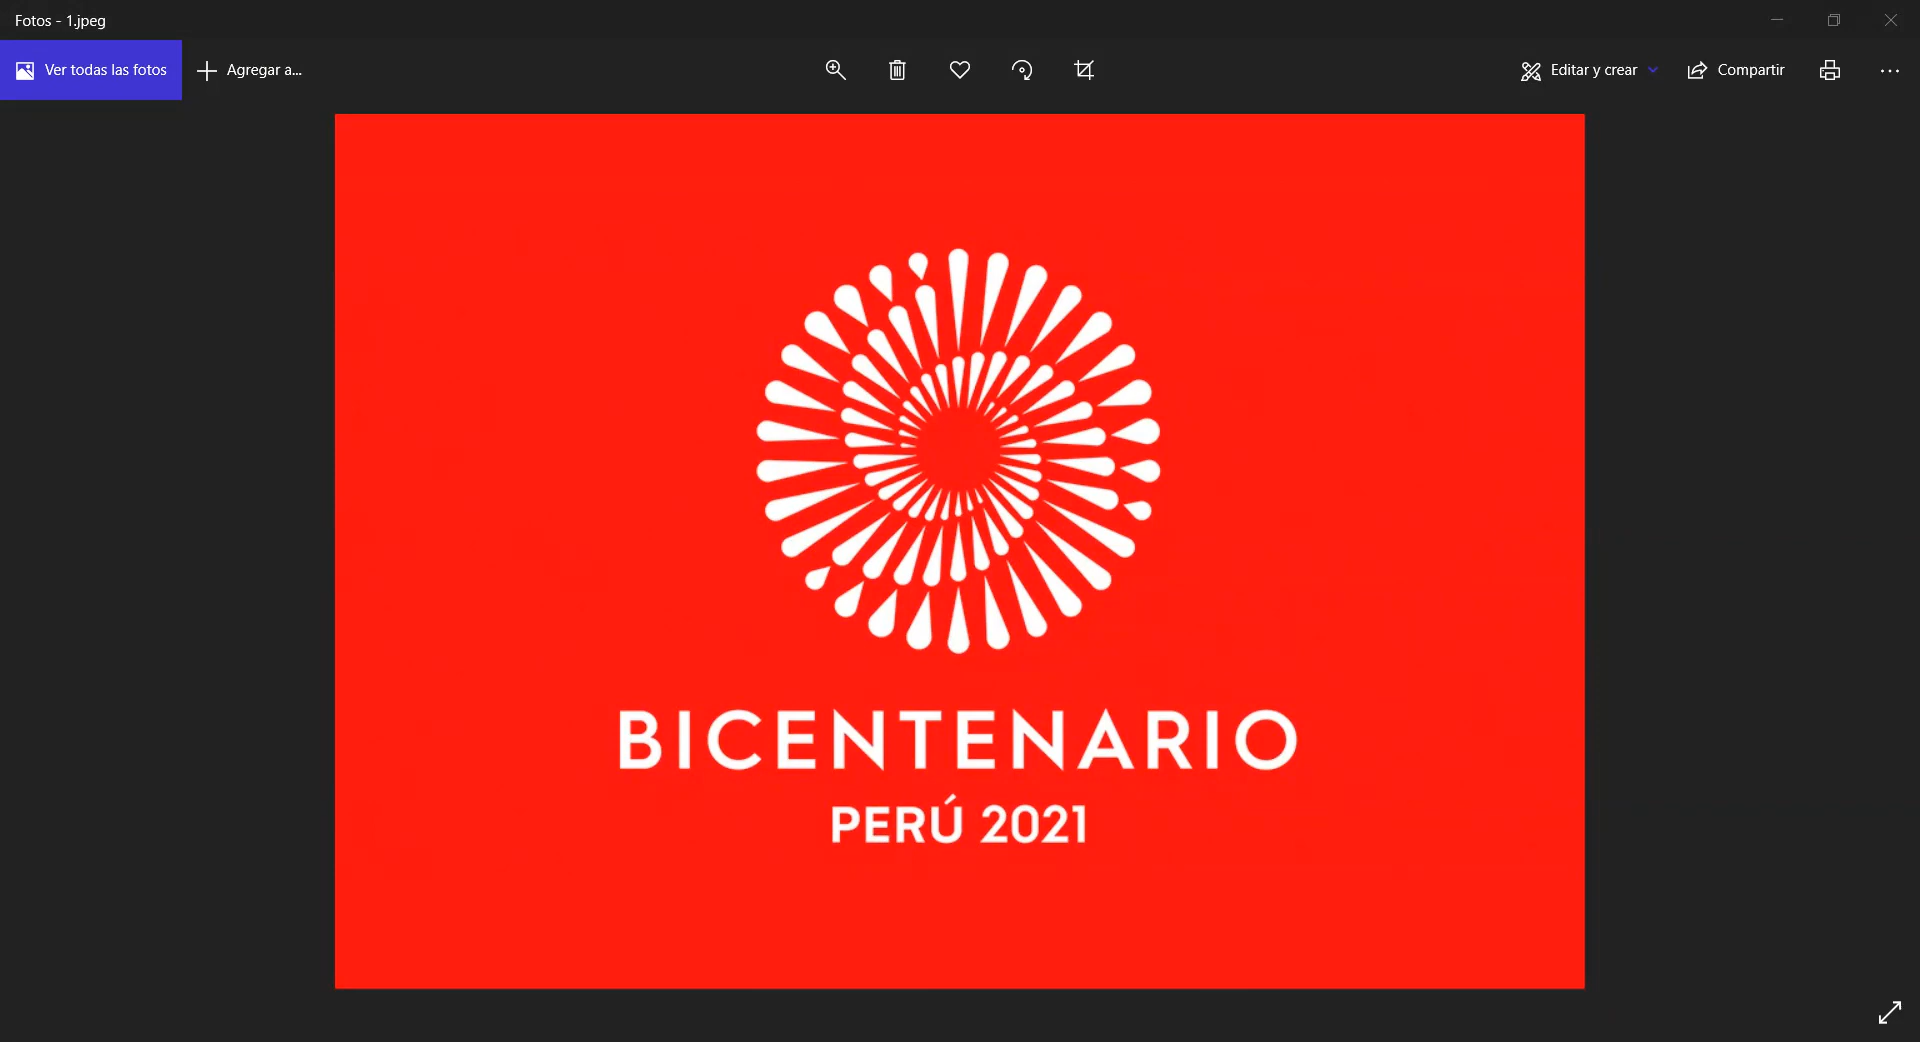 Fotos - 1.jpeg
Ver todas las fotos
Agregar a...
Editar y crear
Compartir
BICENTENARIO
PERÚ 2021